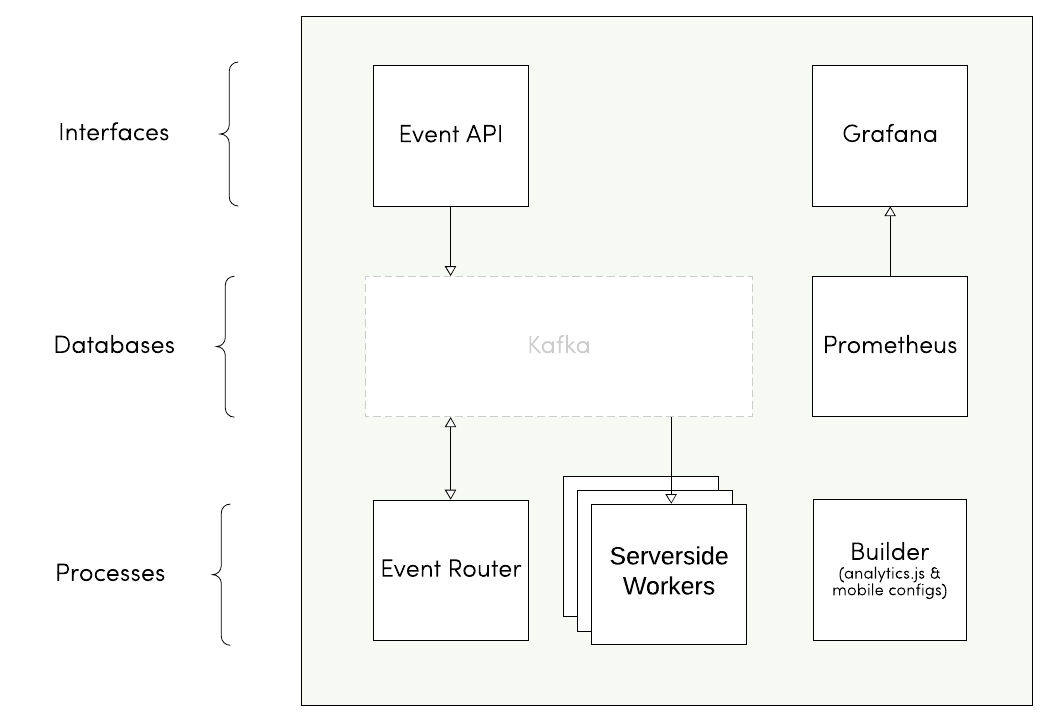 Interfaces
Event API
Grafana
Databases
Kafka
Prometheus
Processes
Event Router
Serverside
Workers
Builder
(analytics.js &
mobile configs)